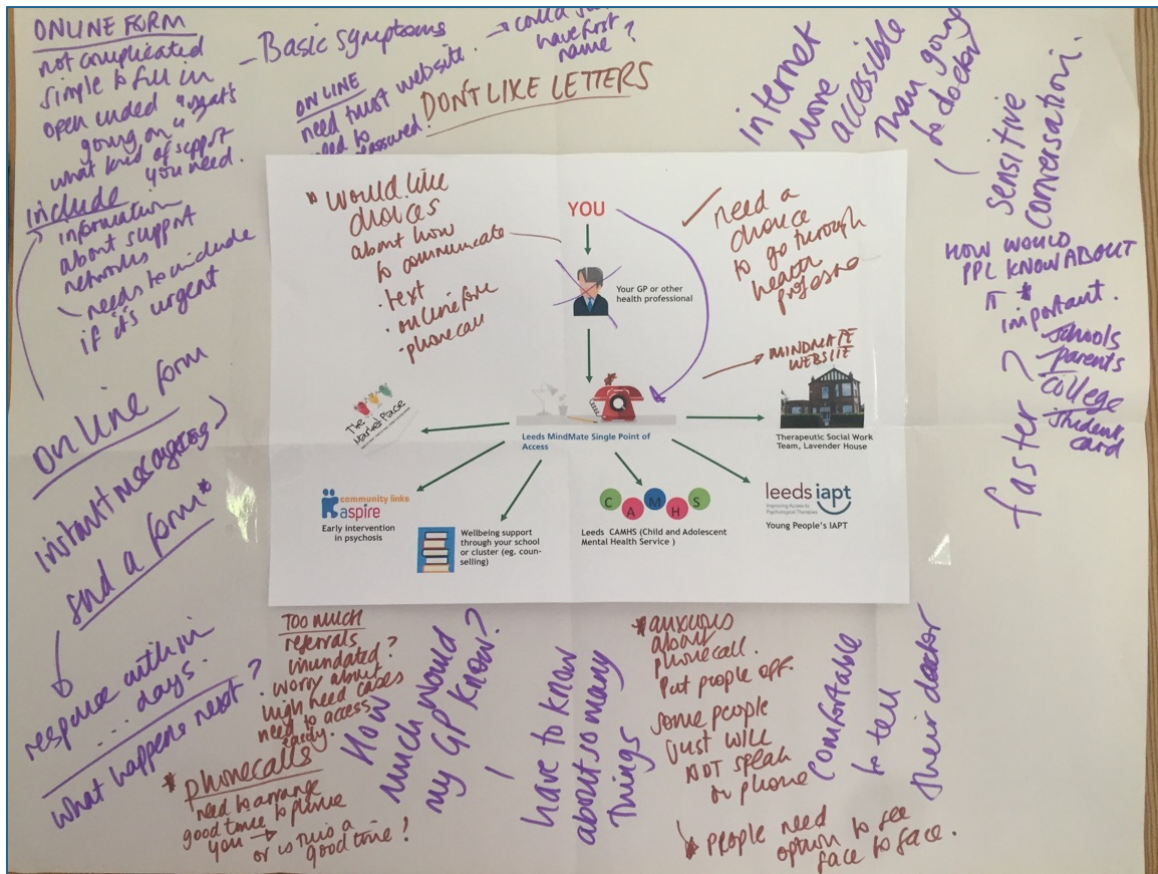 ONLINE FORM
not complicated
simple to fill in
open ended "what's
going on"
what kind of support
you need.
include
information
about support
networks
needs to include
if it's urgent
- Basic symptoms
have first
name?
ONLINE
need trust website.
need to
DON'T LIKE LETTERS
internet
more
accessible
than going
to doctor
sensitive
conversation.
HOW WOULD
PPL KNOW ABOUT
IT *
important.
schools
parents
college
student
card
faster?
* would like
choices
about how
to communicate
• text
• online form
• phonecall
YOU
✓ need a
choice
to go through
health
Your GP or other
health professional
MINDMATE
WEBSITE
The
Market Place
Leeds MindMate Single Point of
Access
Therapeutic Social Work
Team, Lavender House
community links
aspire
Early intervention
in psychosis
Wellbeing support
through your school
or cluster (eg. coun-
selling)
CAMHS
Leeds CAMHS (Child and Adolescent
Mental Health Service )
leeds iapt
Improving Access to
Psychological Therapies
Young People's IAPT
online form
instant messaging
and a form*
response within
.... days.
what happens next?
TOO MUCH
referrals
inundated?
• worry about
high need cases
need to access
easily.
* phonecalls
need to arrange
good time to phone
you →
or is this a
good time?
How
much would
my GP know?
have to know
about so many
things
* anxious
about
phonecall.
Put people off.
some people
just will
NOT speak
on phone
* PEOPLE NEED
option to see
face to face.
comfortable
to tell
their doctor